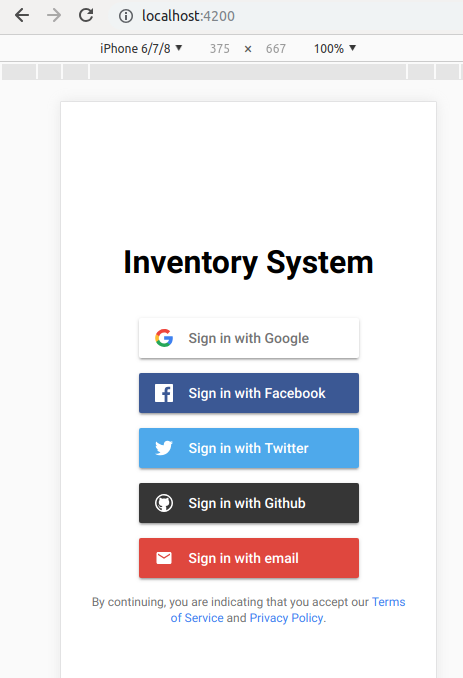 localhost:4200
iPhone 6/7/8 ▼ 375 × 667 100% ▼
Inventory System
Sign in with Google
Sign in with Facebook
Sign in with Twitter
Sign in with Github
Sign in with email
By continuing, you are indicating that you accept our Terms
of Service and Privacy Policy.